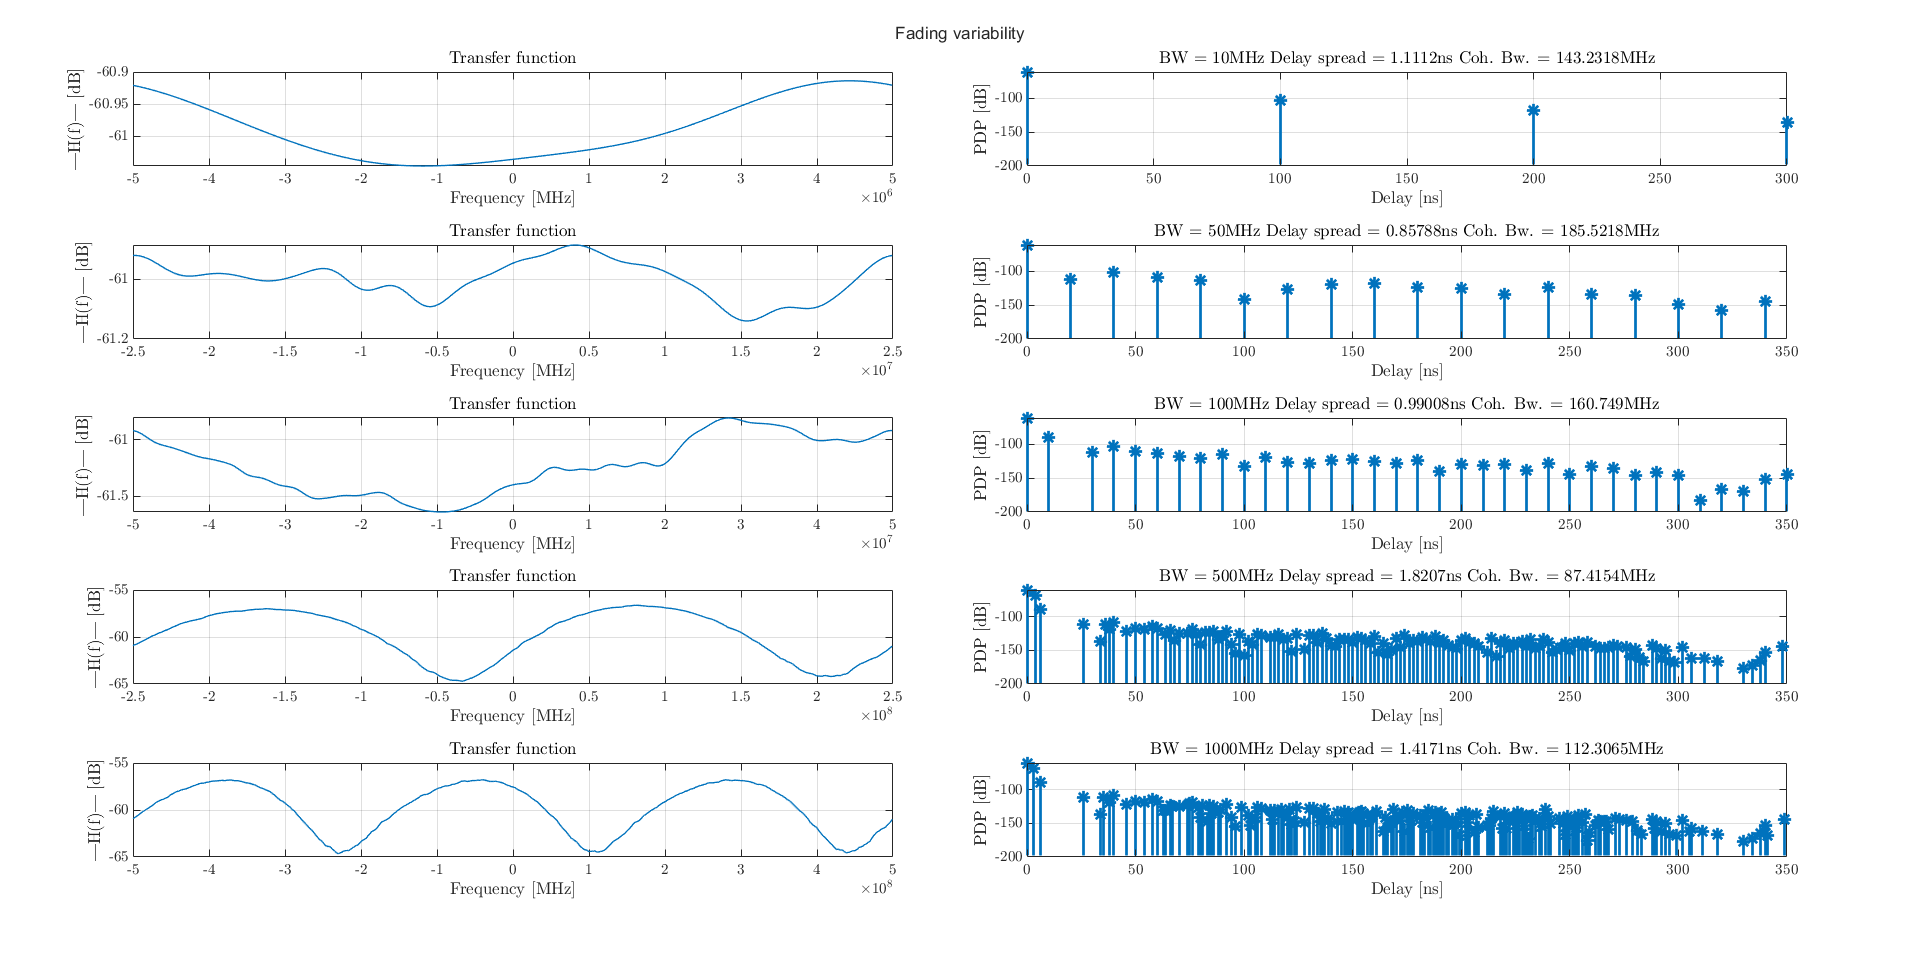 Fading variability
Transfer function
—H(f)— [dB]
-60.9
-60.95
-61
-5 -4 -3 -2 -1 0 1 2 3 4 5
Frequency [MHz]
×10^6
BW = 10MHz Delay spread = 1.1112ns Coh. Bw. = 143.2318MHz
PDP [dB]
-100
-150
-200
0 50 100 150 200 250 300
Delay [ns]
Transfer function
—H(f)— [dB]
-61
-61.2
-2.5 -2 -1.5 -1 -0.5 0 0.5 1 1.5 2 2.5
Frequency [MHz]
×10^7
BW = 50MHz Delay spread = 0.85788ns Coh. Bw. = 185.5218MHz
PDP [dB]
-100
-150
-200
0 50 100 150 200 250 300 350
Delay [ns]
Transfer function
—H(f)— [dB]
-61
-61.5
-5 -4 -3 -2 -1 0 1 2 3 4 5
Frequency [MHz]
×10^7
BW = 100MHz Delay spread = 0.99008ns Coh. Bw. = 160.749MHz
PDP [dB]
-100
-150
-200
0 50 100 150 200 250 300 350
Delay [ns]
Transfer function
—H(f)— [dB]
-55
-60
-65
-2.5 -2 -1.5 -1 -0.5 0 0.5 1 1.5 2 2.5
Frequency [MHz]
×10^8
BW = 500MHz Delay spread = 1.8207ns Coh. Bw. = 87.4154MHz
PDP [dB]
-100
-150
-200
0 50 100 150 200 250 300 350
Delay [ns]
Transfer function
—H(f)— [dB]
-55
-60
-65
-5 -4 -3 -2 -1 0 1 2 3 4 5
Frequency [MHz]
×10^8
BW = 1000MHz Delay spread = 1.4171ns Coh. Bw. = 112.3065MHz
PDP [dB]
-100
-150
-200
0 50 100 150 200 250 300 350
Delay [ns]